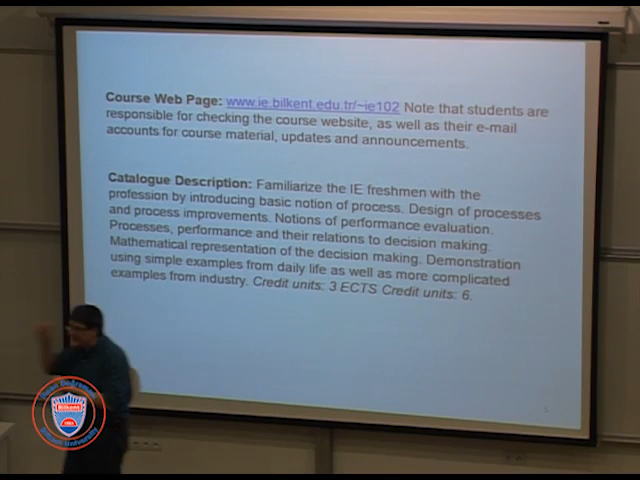 Course Web Page: www.ie.bilkent.edu.tr/~ie102 Note that students are
responsible for checking the course website, as well as their e-mail
accounts for course material, updates and announcements.
Catalogue Description: Familiarize the IE freshmen with the
profession by introducing basic notion of process. Design of processes
and process improvements. Notions of performance evaluation.
Processes, performance and their relations to decision making.
Mathematical representation of the decision making. Demonstration
using simple examples from daily life as well as more complicated
examples from industry. Credit units: 3 ECTS Credit units: 6.
5
Bilkent